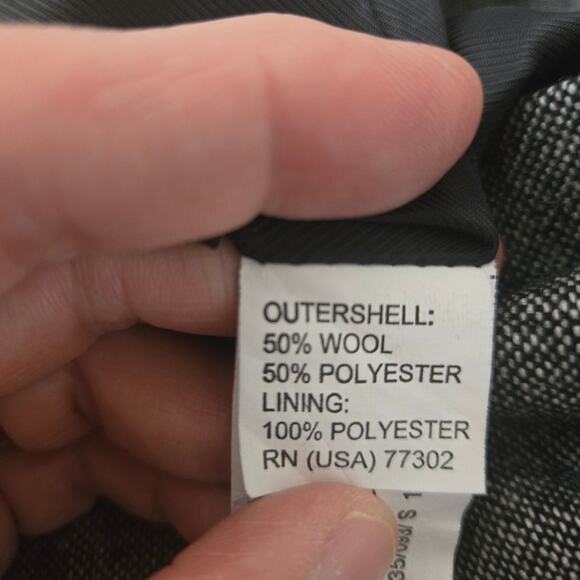 OUTERSHELL:
50% WOOL
50% POLYESTER
LINING:
100% POLYESTER
RN (USA) 77302